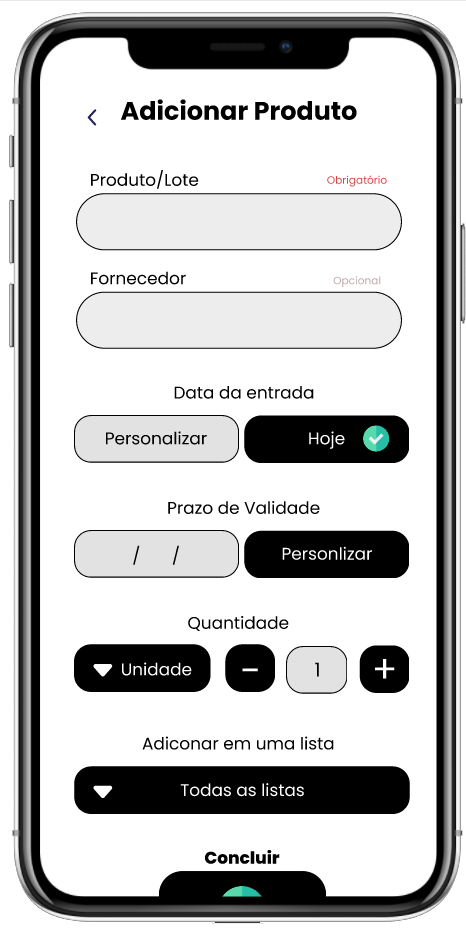 Adicionar Produto
Produto/Lote Obrigatório
Fornecedor Opcional
Data da entrada
Personalizar Hoje
Prazo de Validade
/ / Personlizar
Quantidade
Unidade − 1 +
Adiconar em uma lista
Todas as listas
Concluir